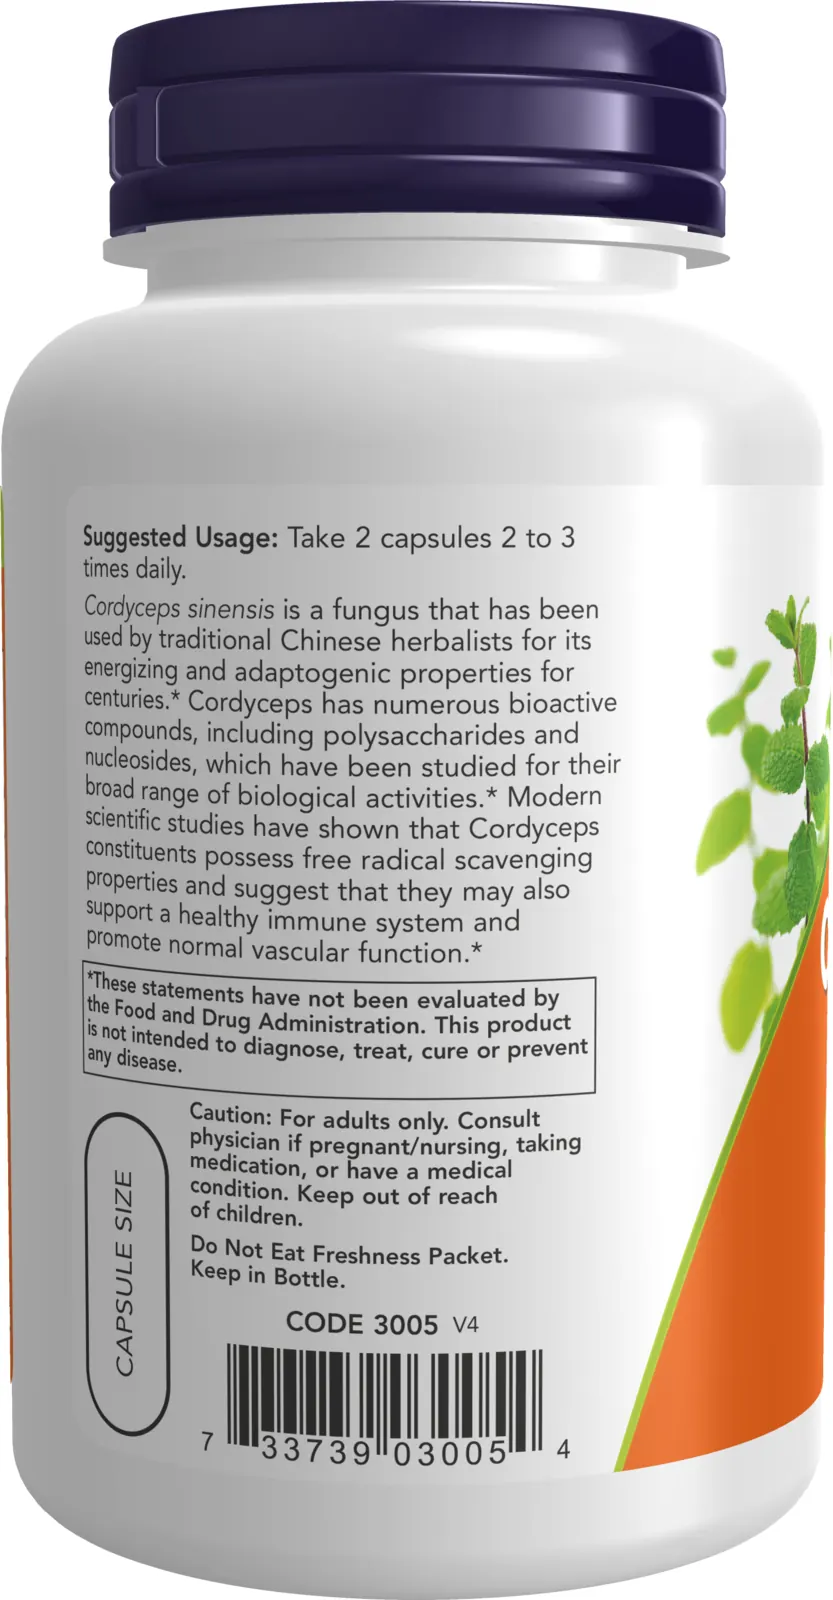 Suggested Usage: Take 2 capsules 2 to 3
times daily.
Cordyceps sinensis is a fungus that has been
used by traditional Chinese herbalists for its
energizing and adaptogenic properties for
centuries.* Cordyceps has numerous bioactive
compounds, including polysaccharides and
nucleosides, which have been studied for their
broad range of biological activities.* Modern
scientific studies have shown that Cordyceps
constituents possess free radical scavenging
properties and suggest that they may also
support a healthy immune system and
promote normal vascular function.*
*These statements have not been evaluated by
the Food and Drug Administration. This product
is not intended to diagnose, treat, cure or prevent
any disease.
CAPSULE SIZE
Caution: For adults only. Consult
physician if pregnant/nursing, taking
medication, or have a medical
condition. Keep out of reach
of children.
Do Not Eat Freshness Packet.
Keep in Bottle.
CODE 3005 V4
7 33739 03005 4